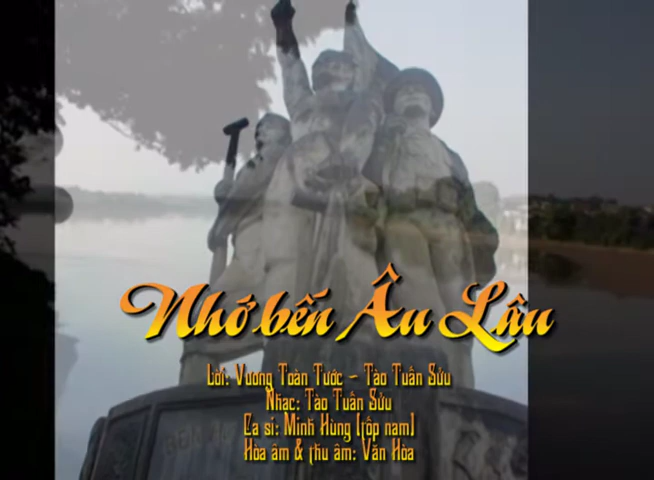 Nhớ bến Âu Lâu
Lời: Vương Toàn Tước - Tào Tuấn Sửu
Nhạc: Tào Tuấn Sửu
Ca sĩ: Minh Hùng (tốp nam)
Hòa âm & thu âm: Văn Hòa